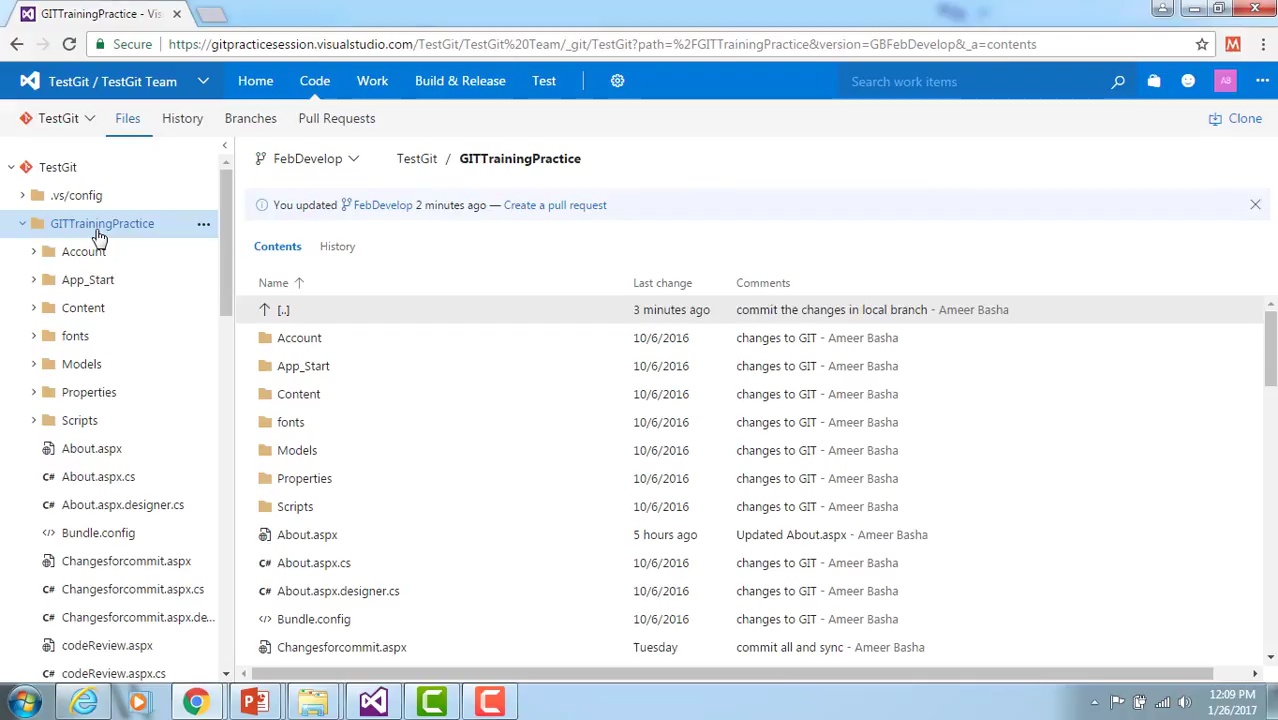 GITTrainingPractice - Vis
Secure https://gitpracticesession.visualstudio.com/TestGit/TestGit%20Team/_git/TestGit?path=%2FGITTrainingPractice&version=GBFebDevelop&_a=contents
TestGit / TestGit Team Home Code Work Build & Release Test Search work items AB
TestGit Files History Branches Pull Requests Clone
TestGit
.vs/config
GITTrainingPractice
Account
App_Start
Content
fonts
Models
Properties
Scripts
About.aspx
C# About.aspx.cs
C# About.aspx.designer.cs
Bundle.config
Changesforcommit.aspx
C# Changesforcommit.aspx.cs
C# Changesforcommit.aspx.de...
codeReview.aspx
C# codeReview.aspx.cs
FebDevelop TestGit / GITTrainingPractice
You updated FebDevelop 2 minutes ago — Create a pull request
Contents History
Name Last change Comments
[..] 3 minutes ago commit the changes in local branch - Ameer Basha
Account 10/6/2016 changes to GIT - Ameer Basha
App_Start 10/6/2016 changes to GIT - Ameer Basha
Content 10/6/2016 changes to GIT - Ameer Basha
fonts 10/6/2016 changes to GIT - Ameer Basha
Models 10/6/2016 changes to GIT - Ameer Basha
Properties 10/6/2016 changes to GIT - Ameer Basha
Scripts 10/6/2016 changes to GIT - Ameer Basha
About.aspx 5 hours ago Updated About.aspx - Ameer Basha
C# About.aspx.cs 10/6/2016 changes to GIT - Ameer Basha
C# About.aspx.designer.cs 10/6/2016 changes to GIT - Ameer Basha
Bundle.config 10/6/2016 changes to GIT - Ameer Basha
Changesforcommit.aspx Tuesday commit all and sync - Ameer Basha
12:09 PM
1/26/2017